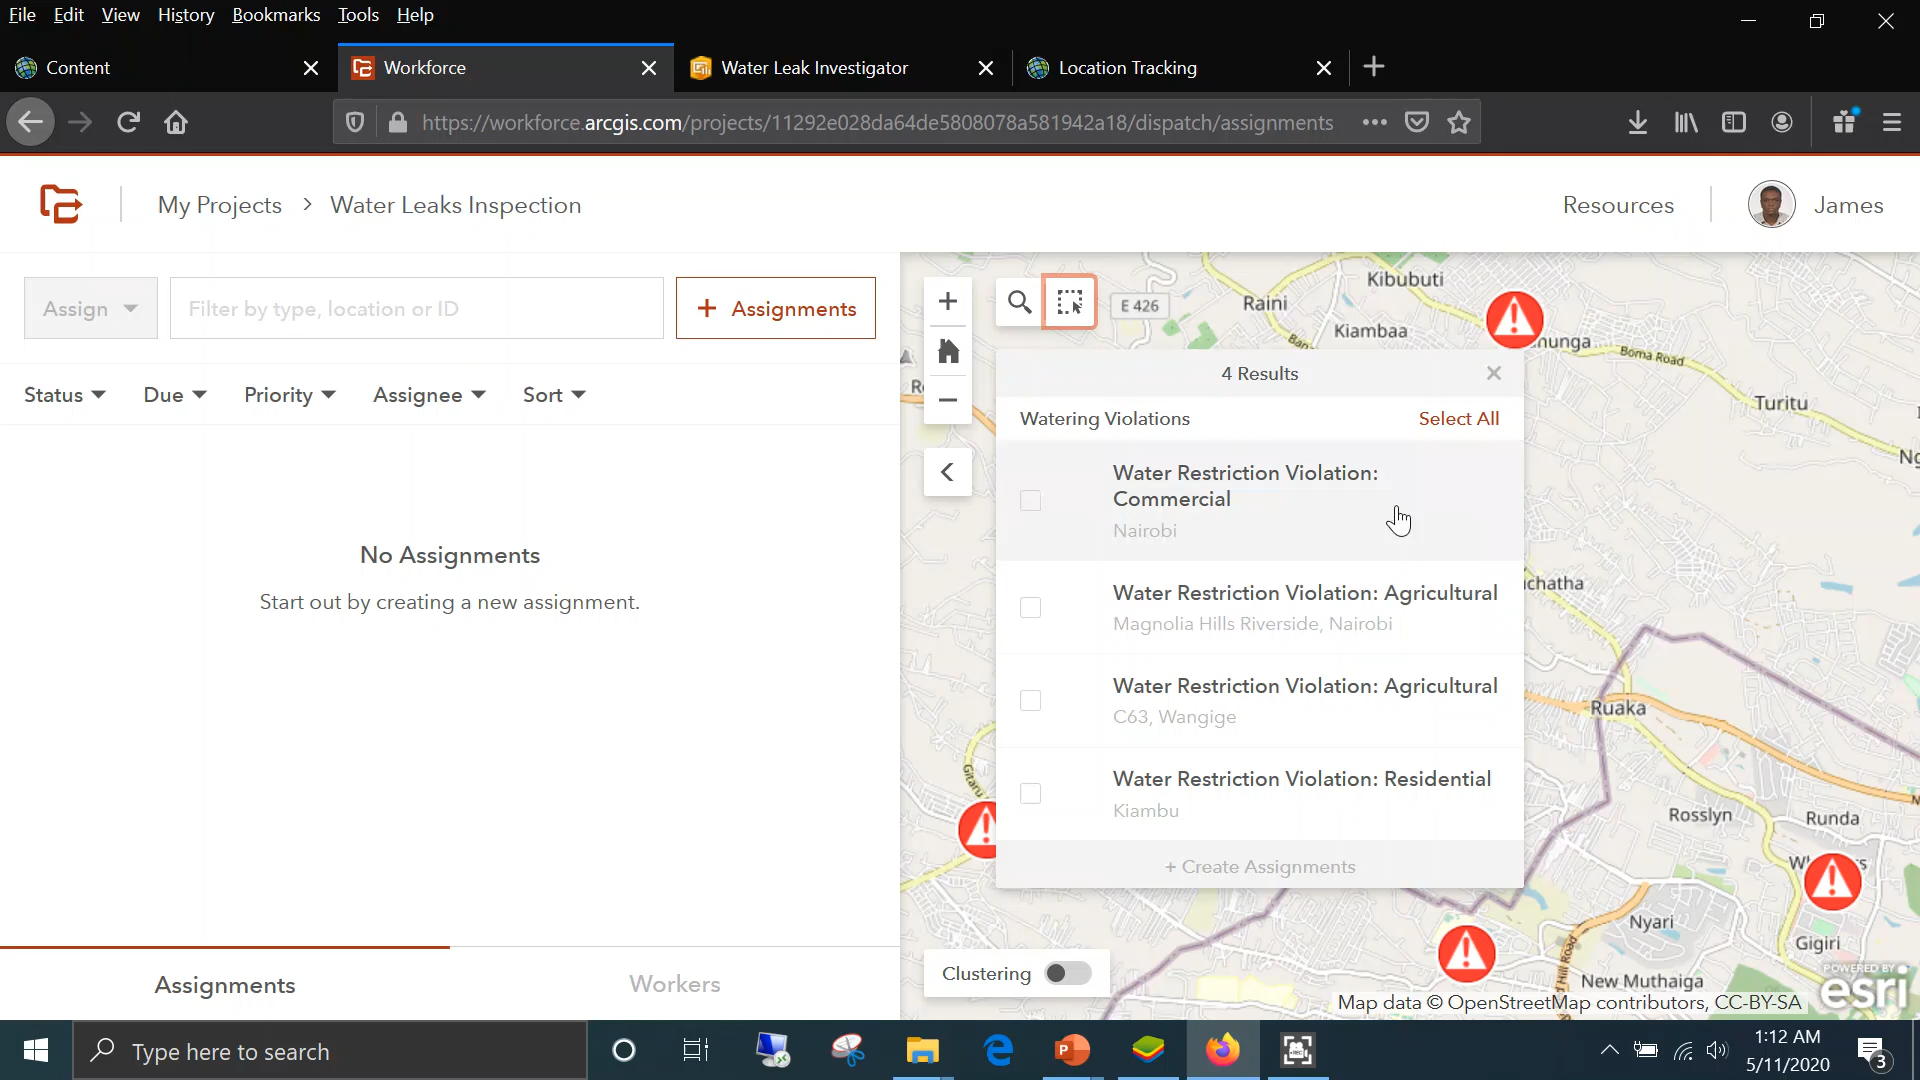 File Edit View History Bookmarks Tools Help
Content
Workforce
Water Leak Investigator
Location Tracking
https://workforce.arcgis.com/projects/11292e028da64de5808078a581942a18/dispatch/assignments
My Projects > Water Leaks Inspection
Resources
James
Assign
Filter by type, location or ID
+ Assignments
Status Due Priority Assignee Sort
No Assignments
Start out by creating a new assignment.
Assignments
Workers
E 426
Raini
Kibubuti
Kiambaa
Boma Road
Turitu
4 Results
Watering Violations
Select All
Water Restriction Violation:
Commercial
Nairobi
Water Restriction Violation: Agricultural
Magnolia Hills Riverside, Nairobi
Water Restriction Violation: Agricultural
C63, Wangige
Water Restriction Violation: Residential
Kiambu
+ Create Assignments
Gitaru
Ruaka
Rosslyn
Runda
Nyari
Gigiri
New Muthaiga
Clustering
Map data © OpenStreetMap contributors, CC-BY-SA
POWERED BY
esri
Type here to search
1:12 AM
5/11/2020
3